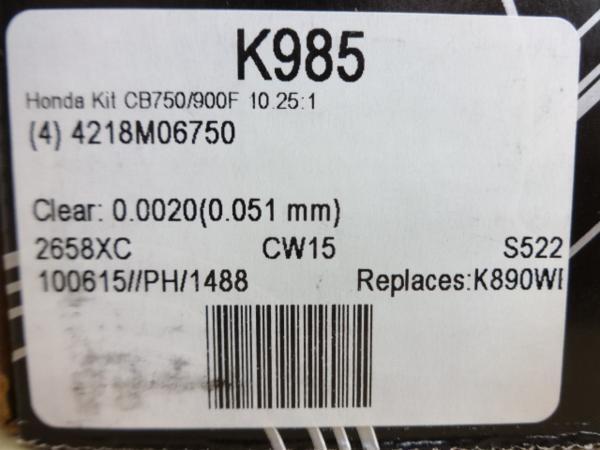 K985
Honda Kit CB750/900F 10.25:1
(4) 4218M06750
Clear: 0.0020(0.051 mm)
2658XC CW15 S522
100615//PH/1488 Replaces:K890WI